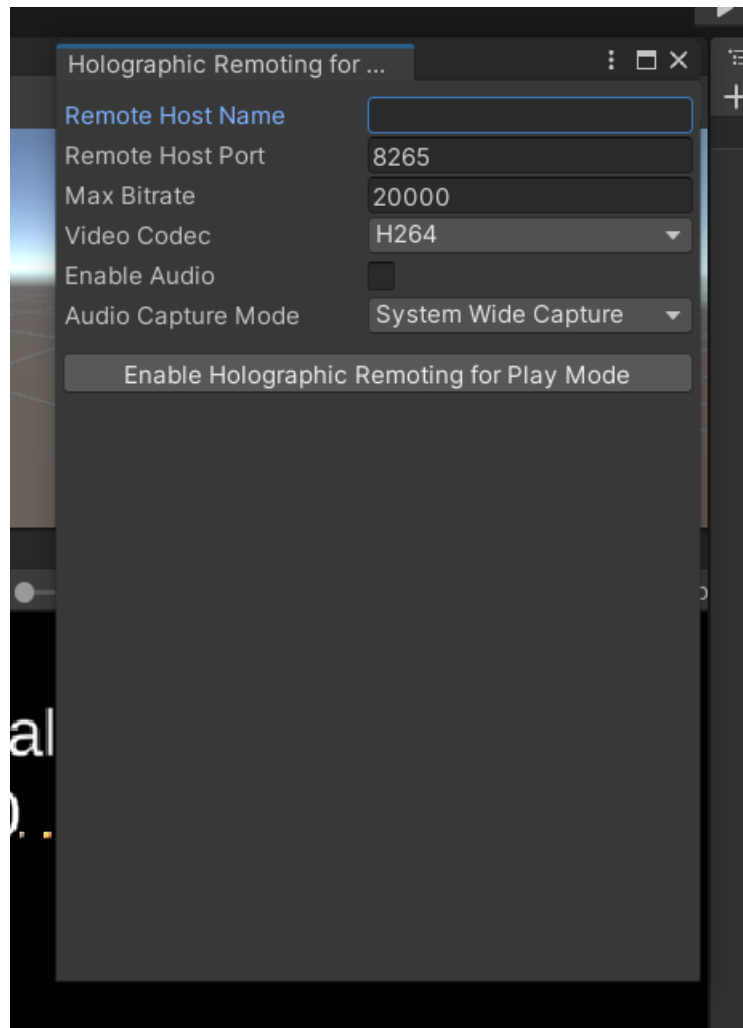 Holographic Remoting for ...
Remote Host Name
Remote Host Port 8265
Max Bitrate 20000
Video Codec H264
Enable Audio
Audio Capture Mode System Wide Capture
Enable Holographic Remoting for Play Mode
al